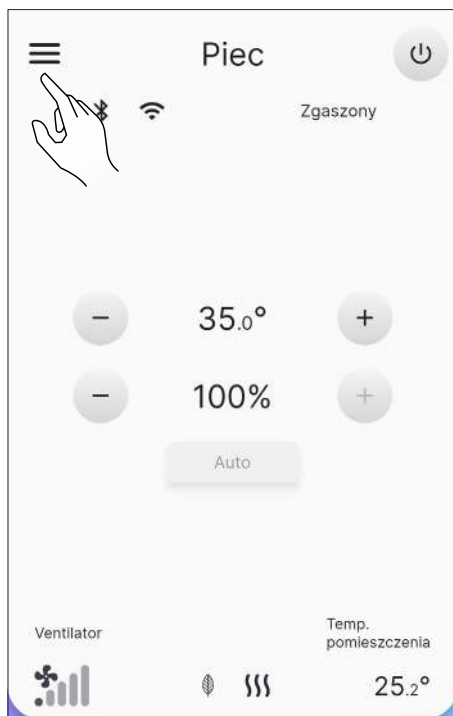 Piec
Zgaszony
− 35.0° +
− 100% +
Auto
Ventilator
Temp.
pomieszczenia
25.2°